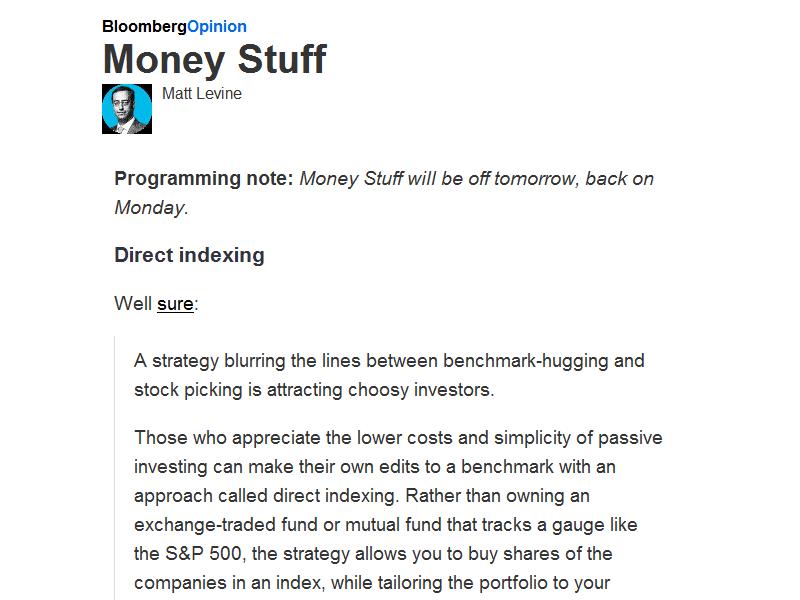 BloombergOpinion
Money Stuff
Matt Levine
Programming note: Money Stuff will be off tomorrow, back on
Monday.
Direct indexing
Well sure:
A strategy blurring the lines between benchmark-hugging and
stock picking is attracting choosy investors.
Those who appreciate the lower costs and simplicity of passive
investing can make their own edits to a benchmark with an
approach called direct indexing. Rather than owning an
exchange-traded fund or mutual fund that tracks a gauge like
the S&P 500, the strategy allows you to buy shares of the
companies in an index, while tailoring the portfolio to your